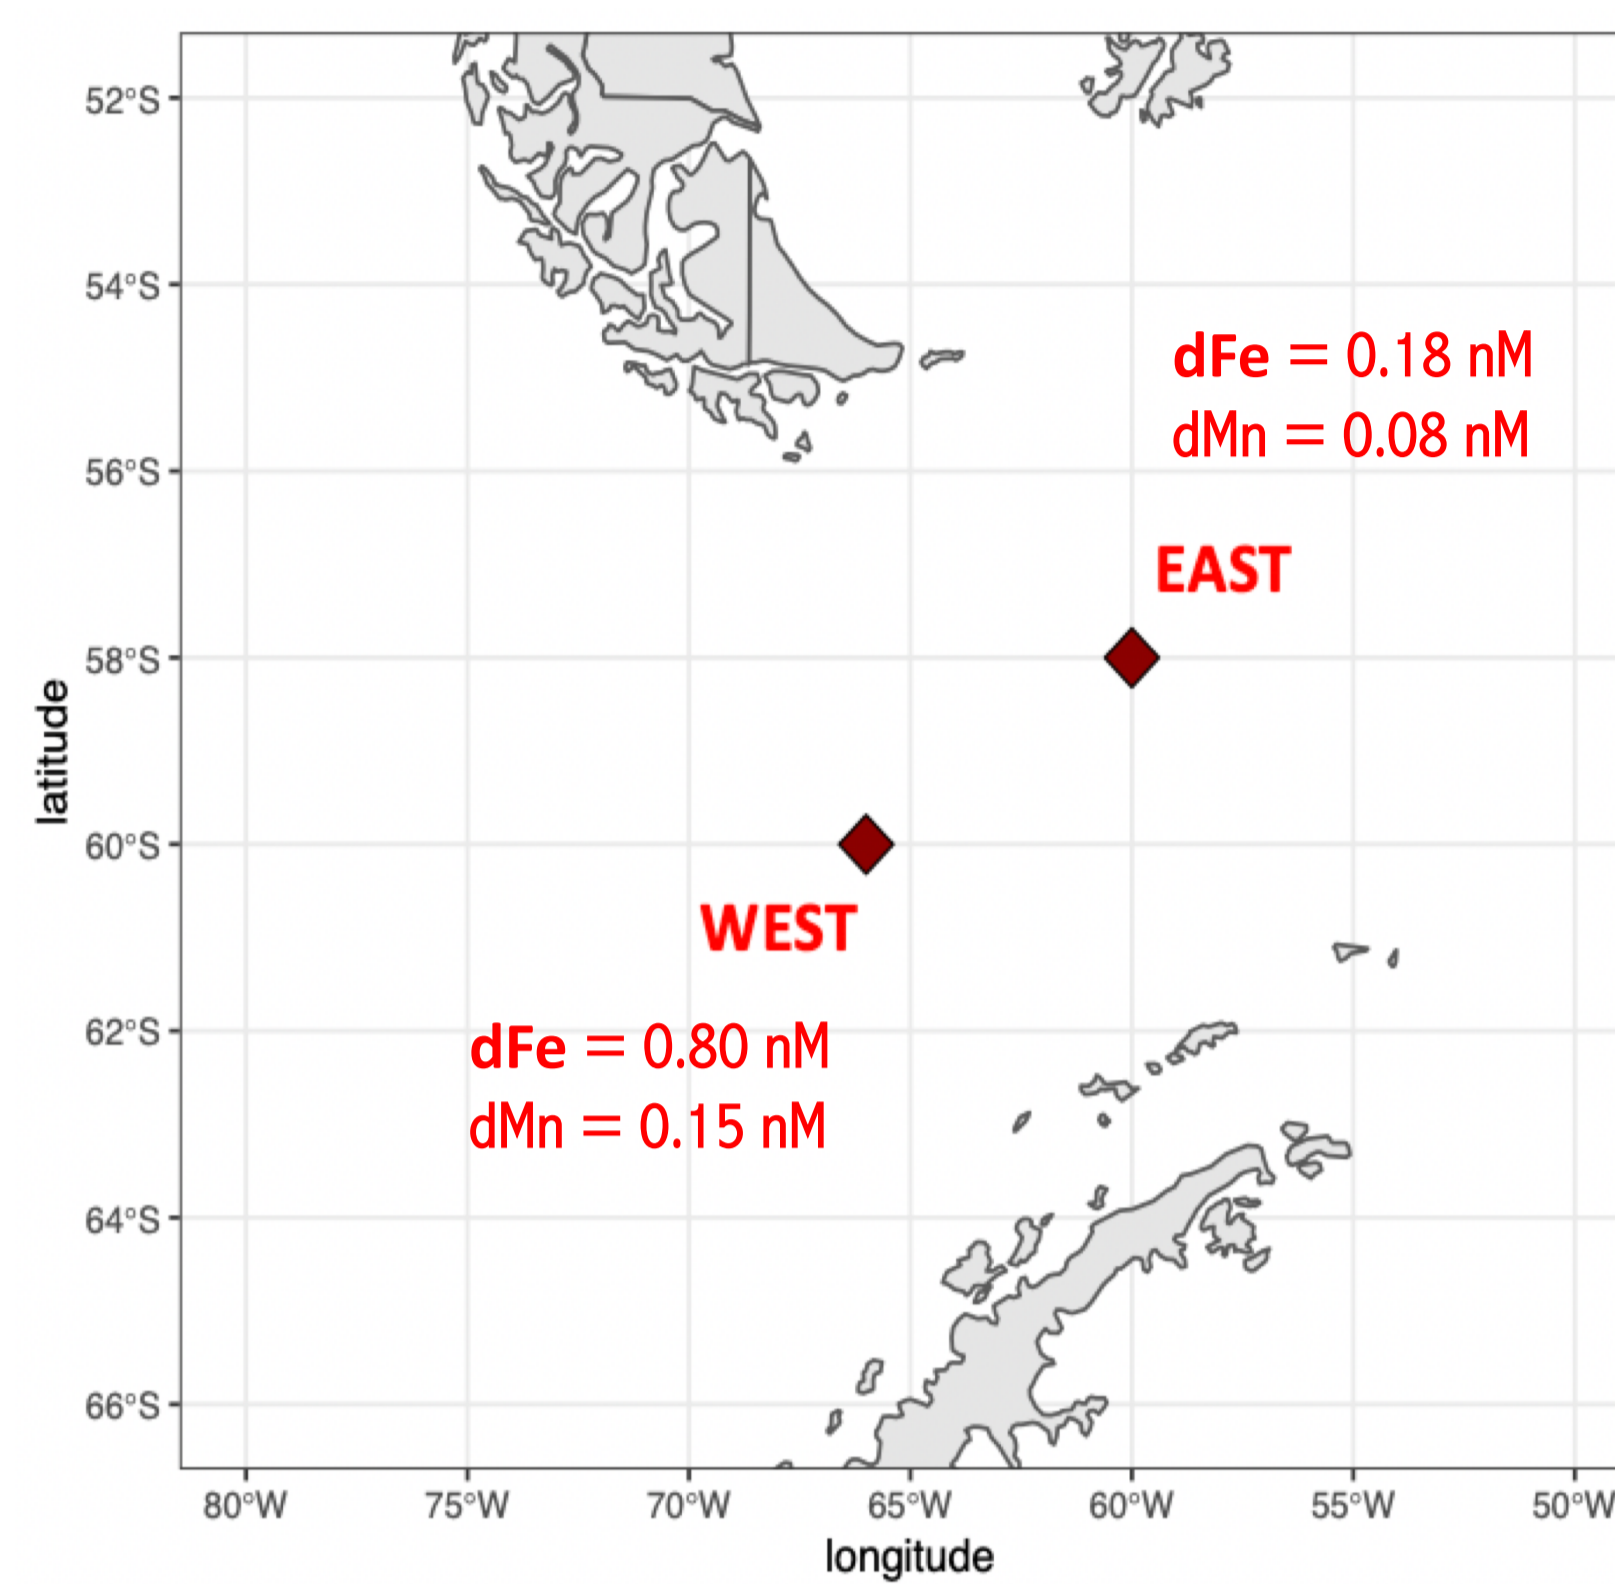 52°S
54°S
56°S
58°S
60°S
62°S
64°S
66°S
latitude
dFe = 0.18 nM
dMn = 0.08 nM
EAST
WEST
dFe = 0.80 nM
dMn = 0.15 nM
80°W 75°W 70°W 65°W 60°W 55°W 50°W
longitude